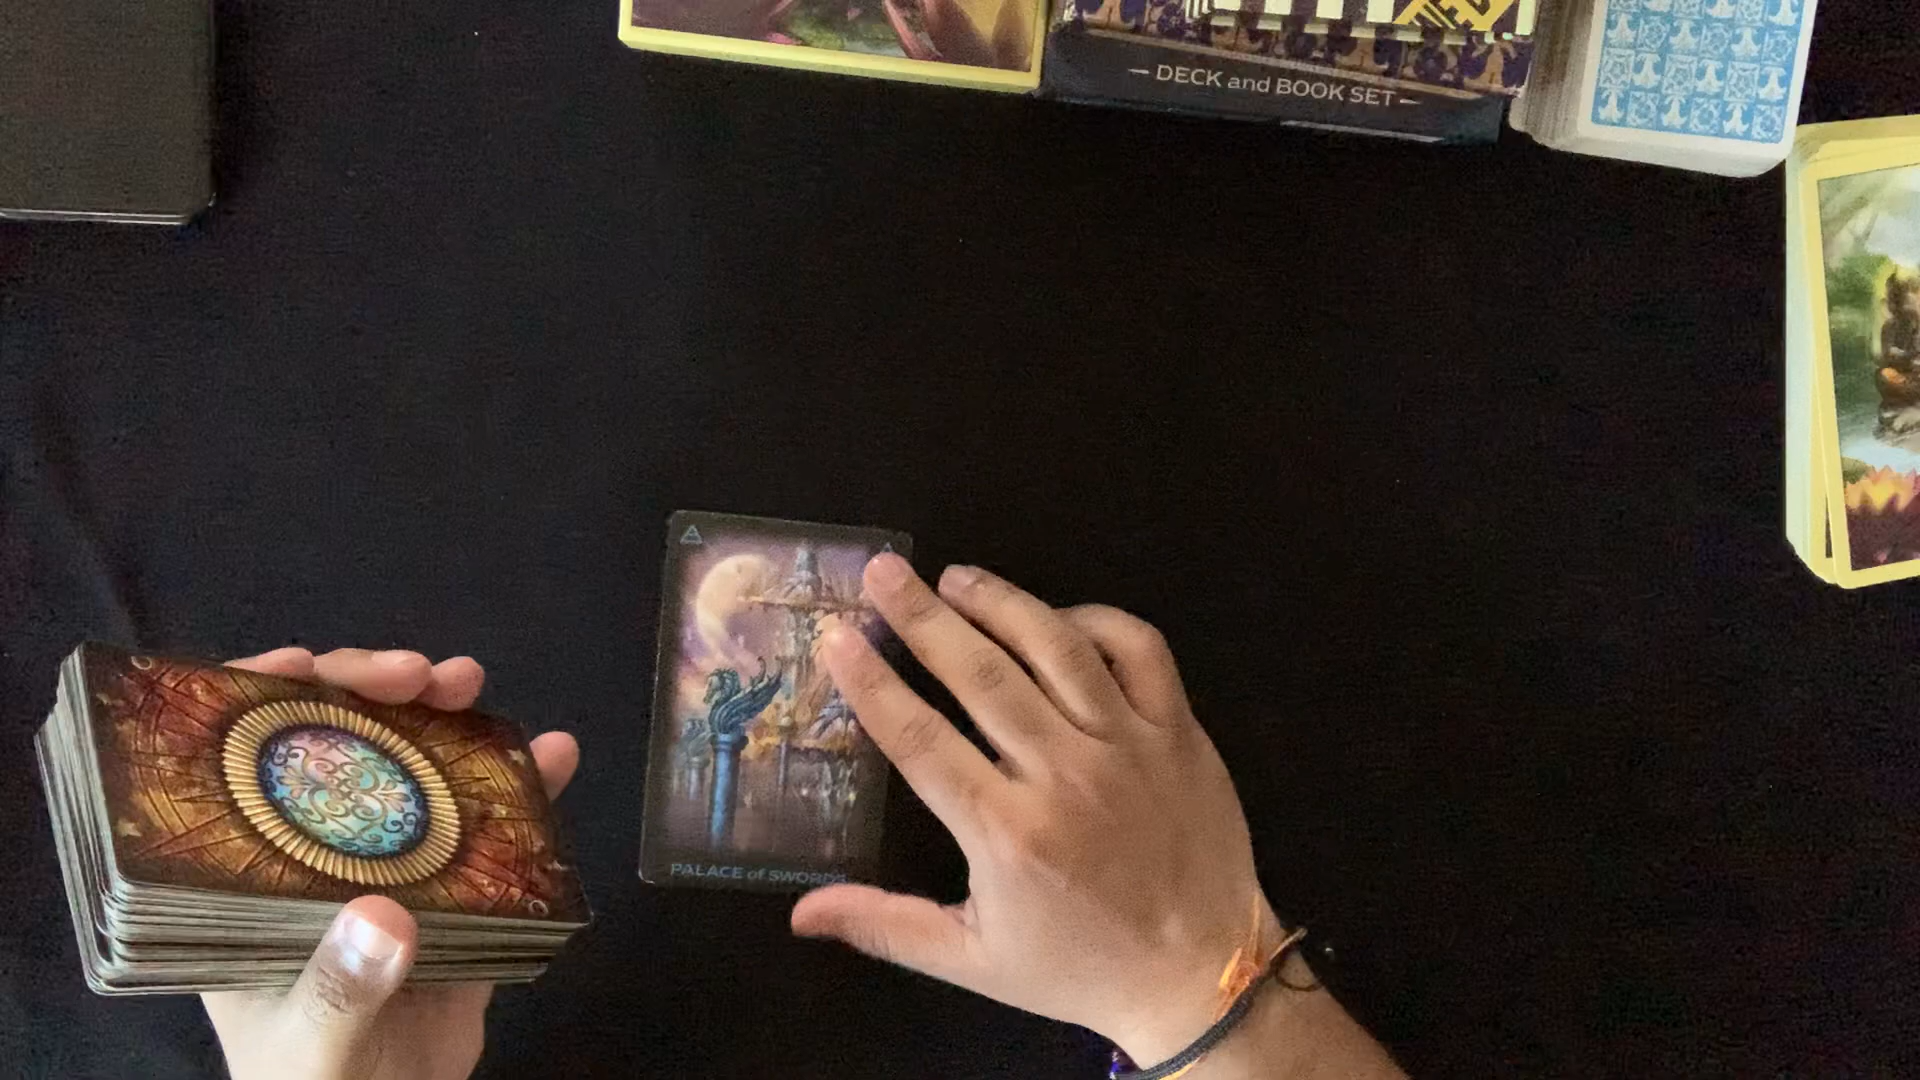 — DECK and BOOK SET —
PALACE of SWORDS